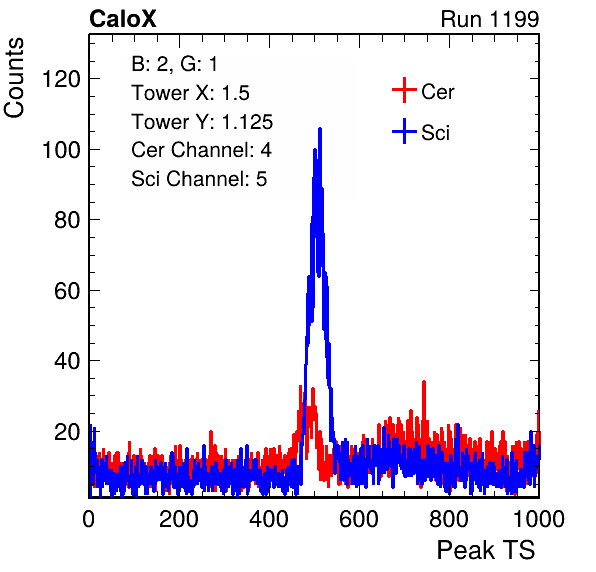 CaloX Run 1199
Counts
B: 2, G: 1
Tower X: 1.5
Tower Y: 1.125
Cer Channel: 4
Sci Channel: 5
Cer
Sci
120
100
80
60
40
20
0 200 400 600 800 1000
Peak TS